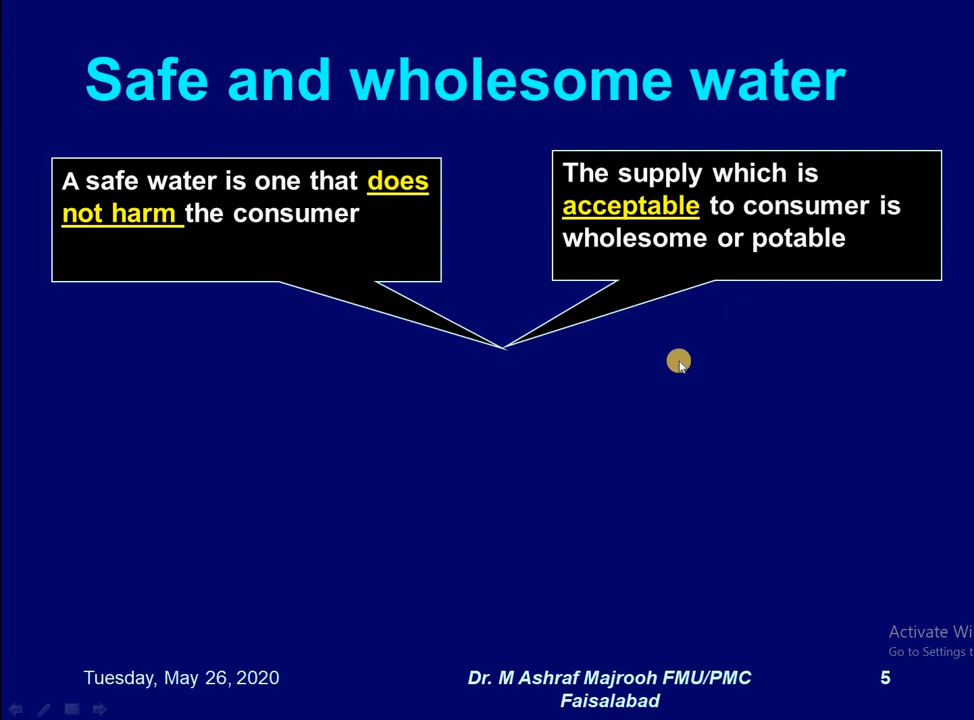 Safe and wholesome water
A safe water is one that does
not harm the consumer
The supply which is
acceptable to consumer is
wholesome or potable
Activate Wi
Go to Settings t
Tuesday, May 26, 2020
Dr. M Ashraf Majrooh FMU/PMC
Faisalabad
5